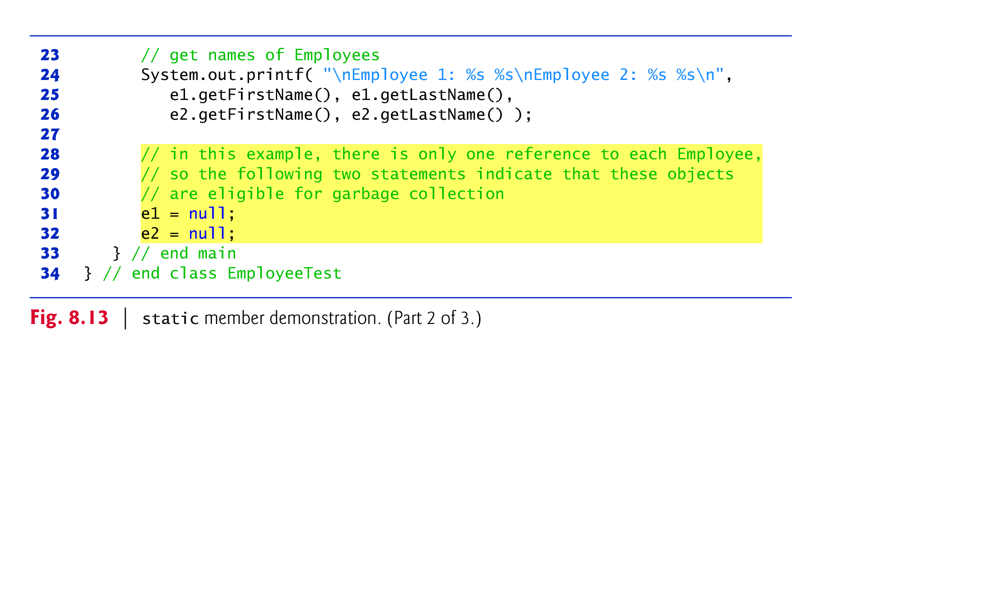 23 // get names of Employees
24 System.out.printf( "\nEmployee 1: %s %s\nEmployee 2: %s %s\n",
25 e1.getFirstName(), e1.getLastName(),
26 e2.getFirstName(), e2.getLastName() );
27
28 // in this example, there is only one reference to each Employee,
29 // so the following two statements indicate that these objects
30 // are eligible for garbage collection
31 e1 = null;
32 e2 = null;
33 } // end main
34 } // end class EmployeeTest
Fig. 8.13 | static member demonstration. (Part 2 of 3.)